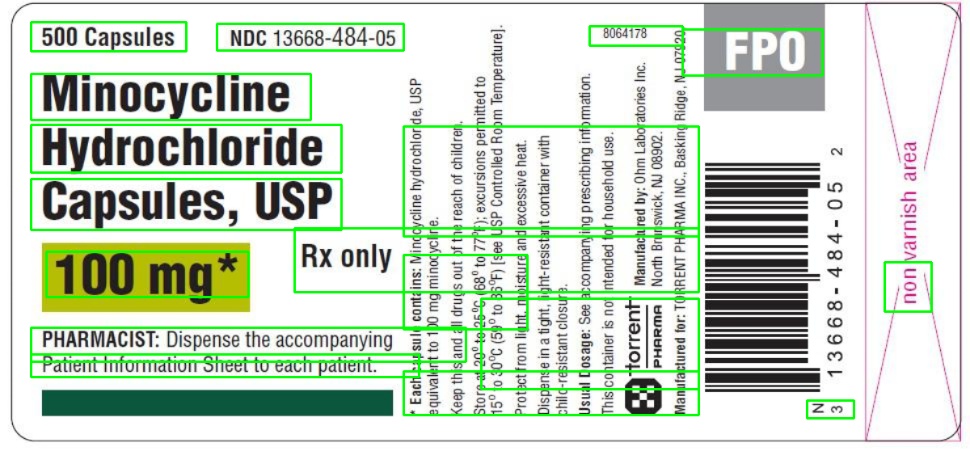 500 Capsules
NDC 13668-484-05
Minocycline
Hydrochloride
Capsules, USP
100 mg*
Rx only
PHARMACIST: Dispense the accompanying
Patient Information Sheet to each patient.
* Each capsule contains: Minocycline hydrochloride, USP
equivalent to 100 mg minocycline.
Keep this and all drugs out of the reach of children.
Store at 20° to 25°C (68° to 77°F); excursions permitted to
15° to 30°C (59° to 86°F) [see USP Controlled Room Temperature].
Protect from light, moisture and excessive heat.
Dispense in a tight, light-resistant container with
child-resistant closure.
Usual Dosage: See accompanying prescribing information.
This container is not intended for household use.
8064178
torrent
PHARMA
Manufactured by: Ohm Laboratories Inc.
North Brunswick, NJ 08902.
Manufactured for: TORRENT PHARMA INC., Basking Ridge, NJ 07920
FPO
N
3
13668-484-05
2
non varnish area